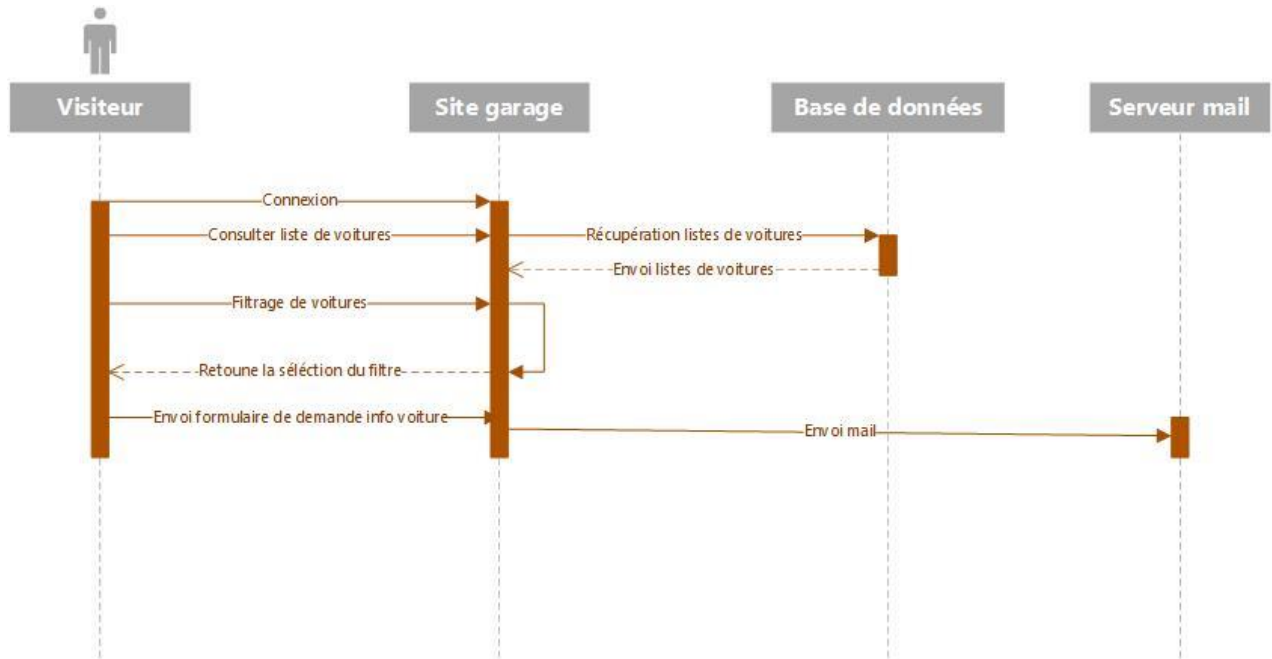 Visiteur
Site garage
Base de données
Serveur mail
Connexion
Consulter liste de voitures
Récupération listes de voitures
Envoi listes de voitures
Filtrage de voitures
Retoune la séléction du filtre
Envoi formulaire de demande info voiture
Envoi mail